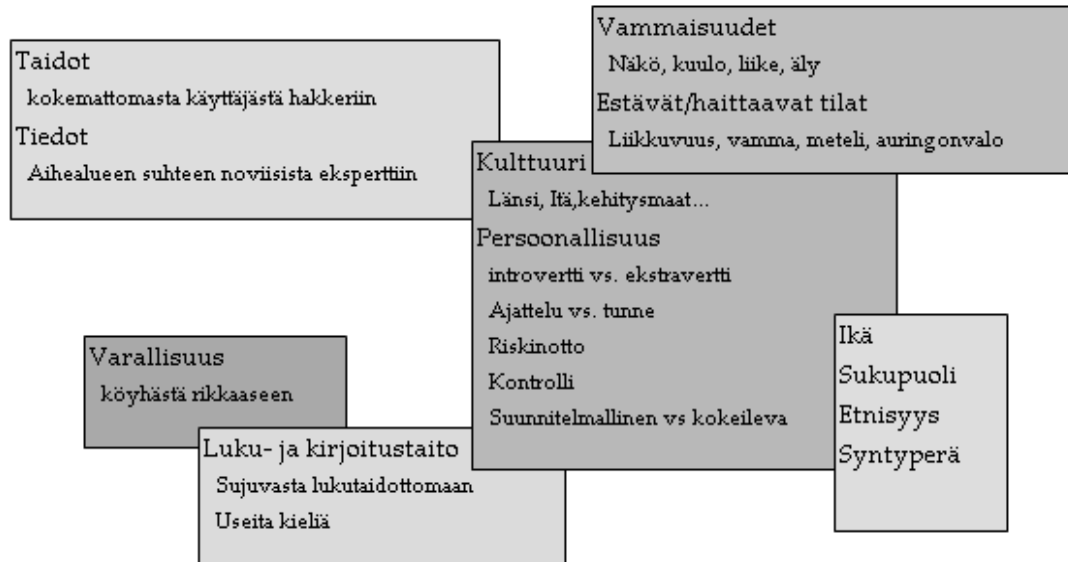 Taidot
kokemattomasta käyttäjästä hakkeriin
Tiedot
Aihealueen suhteen noviisista eksperttiin
Vammaisuudet
Näkö, kuulo, liike, äly
Estävät/haittaavat tilat
Liikkuvuus, vamma, meteli, auringonvalo
Kulttuuri
Länsi, Itä,kehitysmaat...
Persoonallisuus
introvertti vs. ekstravertti
Ajattelu vs. tunne
Riskinotto
Kontrolli
Suunnitelmallinen vs kokeileva
Varallisuus
köyhästä rikkaaseen
Luku- ja kirjoitustaito
Sujuvasta lukutaidottomaan
Useita kieliä
Ikä
Sukupuoli
Etnisyys
Syntyperä